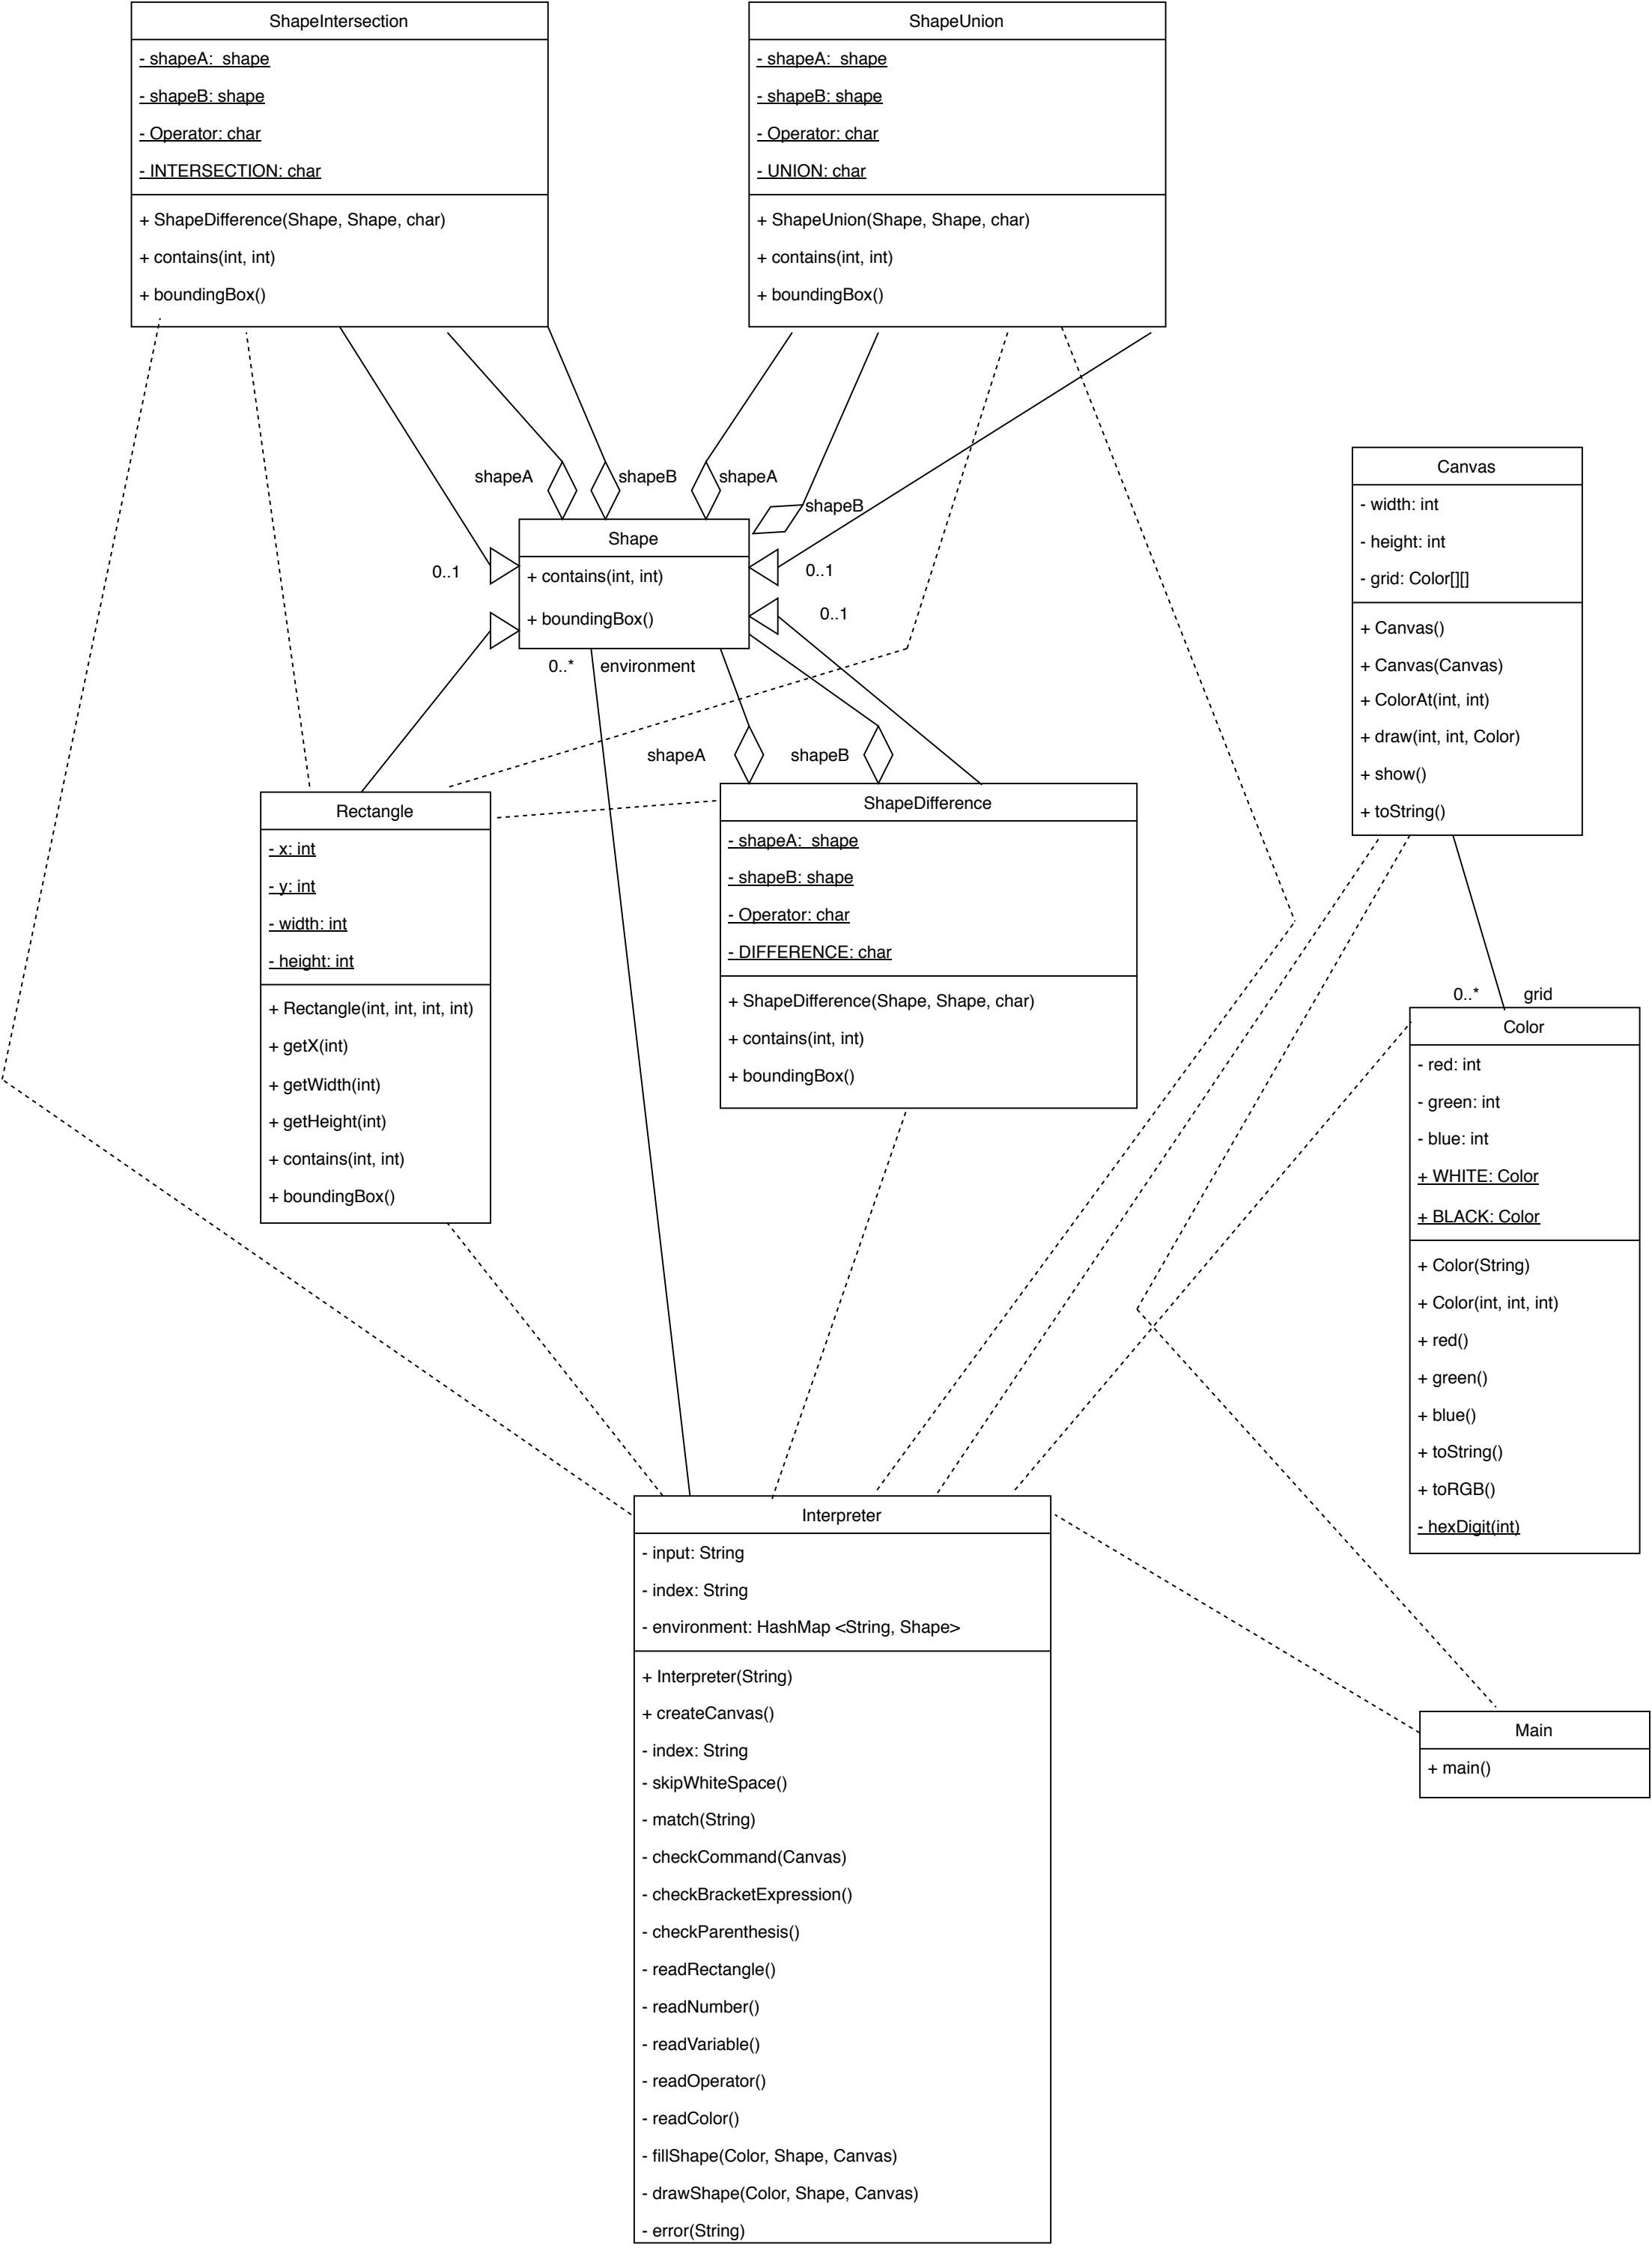 ShapeIntersection
- shapeA:  shape
- shapeB: shape
- Operator: char
- INTERSECTION: char
+ ShapeDifference(Shape, Shape, char)
+ contains(int, int)
+ boundingBox()
ShapeUnion
- shapeA:  shape
- shapeB: shape
- Operator: char
- UNION: char
+ ShapeUnion(Shape, Shape, char)
+ contains(int, int)
+ boundingBox()
shapeA
shapeB
shapeA
shapeB
Shape
+ contains(int, int)
+ boundingBox()
0..1
0..1
0..1
0..*
environment
shapeA
shapeB
Canvas
- width: int
- height: int
- grid: Color[][]
+ Canvas()
+ Canvas(Canvas)
+ ColorAt(int, int)
+ draw(int, int, Color)
+ show()
+ toString()
Rectangle
- x: int
- y: int
- width: int
- height: int
+ Rectangle(int, int, int, int)
+ getX(int)
+ getWidth(int)
+ getHeight(int)
+ contains(int, int)
+ boundingBox()
ShapeDifference
- shapeA:  shape
- shapeB: shape
- Operator: char
- DIFFERENCE: char
+ ShapeDifference(Shape, Shape, char)
+ contains(int, int)
+ boundingBox()
0..*
grid
Color
- red: int
- green: int
- blue: int
+ WHITE: Color
+ BLACK: Color
+ Color(String)
+ Color(int, int, int)
+ red()
+ green()
+ blue()
+ toString()
+ toRGB()
- hexDigit(int)
Interpreter
- input: String
- index: String
- environment: HashMap <String, Shape>
+ Interpreter(String)
+ createCanvas()
- index: String
- skipWhiteSpace()
- match(String)
- checkCommand(Canvas)
- checkBracketExpression()
- checkParenthesis()
- readRectangle()
- readNumber()
- readVariable()
- readOperator()
- readColor()
- fillShape(Color, Shape, Canvas)
- drawShape(Color, Shape, Canvas)
- error(String)
Main
+ main()